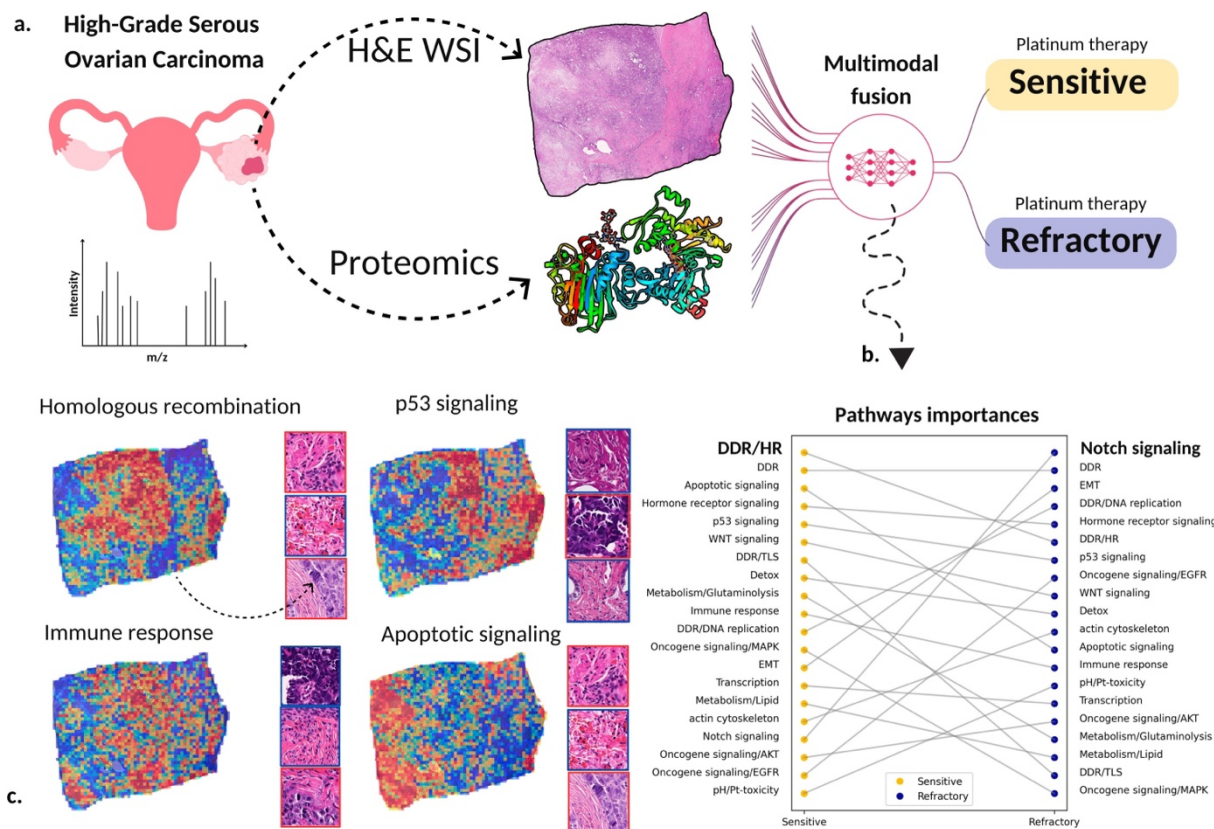 a.
High-Grade Serous
Ovarian Carcinoma
H&E WSI
Proteomics
Intensity
m/z
Multimodal
fusion
Platinum therapy
Sensitive
Platinum therapy
Refractory
b.
Homologous recombination
p53 signaling
Immune response
Apoptotic signaling
c.
Pathways importances
DDR/HR
DDR
Apoptotic signaling
Hormone receptor signaling
p53 signaling
WNT signaling
DDR/TLS
Detox
Metabolism/Glutaminolysis
Immune response
DDR/DNA replication
Oncogene signaling/MAPK
EMT
Transcription
Metabolism/Lipid
actin cytoskeleton
Notch signaling
Oncogene signaling/AKT
Oncogene signaling/EGFR
pH/Pt-toxicity
Notch signaling
DDR
EMT
DDR/DNA replication
Hormone receptor signaling
DDR/HR
p53 signaling
Oncogene signaling/EGFR
WNT signaling
Detox
actin cytoskeleton
Apoptotic signaling
Immune response
pH/Pt-toxicity
Transcription
Oncogene signaling/AKT
Metabolism/Glutaminolysis
Metabolism/Lipid
DDR/TLS
Oncogene signaling/MAPK
Sensitive
Refractory
Sensitive
Refractory